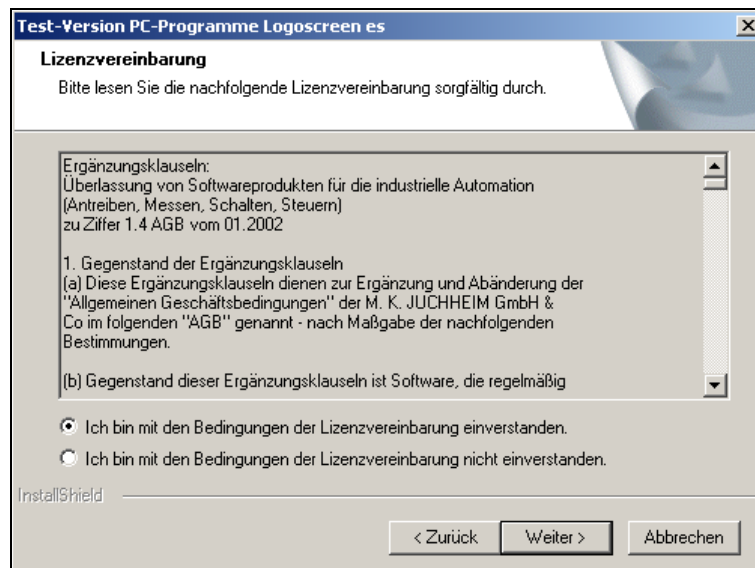 Test-Version PC-Programme Logoscreen es
Lizenzvereinbarung
Bitte lesen Sie die nachfolgende Lizenzvereinbarung sorgfältig durch.
Ergänzungsklauseln:
Überlassung von Softwareprodukten für die industrielle Automation
(Antreiben, Messen, Schalten, Steuern)
zu Ziffer 1.4 AGB vom 01.2002
1. Gegenstand der Ergänzungsklauseln
(a) Diese Ergänzungsklauseln dienen zur Ergänzung und Abänderung der
"Allgemeinen Geschäftsbedingungen" der M. K. JUCHHEIM GmbH &
Co im folgenden "AGB" genannt - nach Maßgabe der nachfolgenden
Bestimmungen.
(b) Gegenstand dieser Ergänzungsklauseln ist Software, die regelmäßig
Ich bin mit den Bedingungen der Lizenzvereinbarung einverstanden.
Ich bin mit den Bedingungen der Lizenzvereinbarung nicht einverstanden.
InstallShield
< Zurück Weiter > Abbrechen